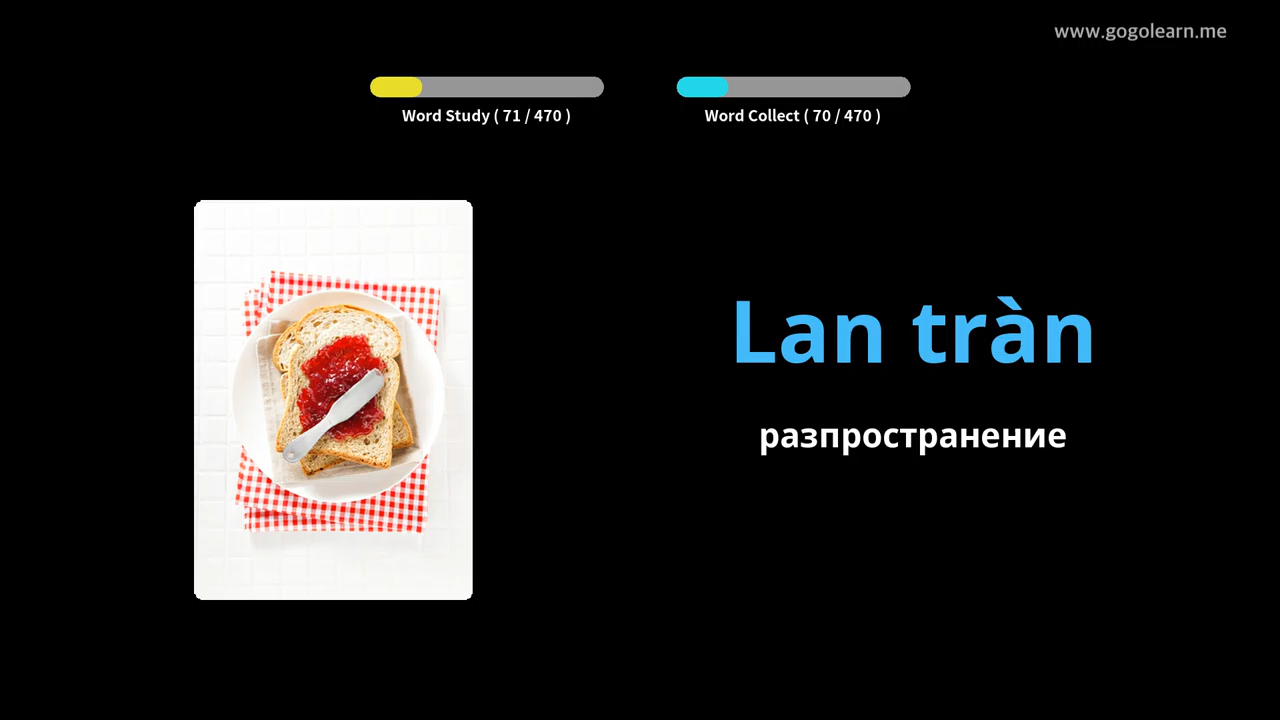 www.gogolearn.me
Word Study ( 71 / 470 )
Word Collect ( 70 / 470 )
Lan tràn
разпространение